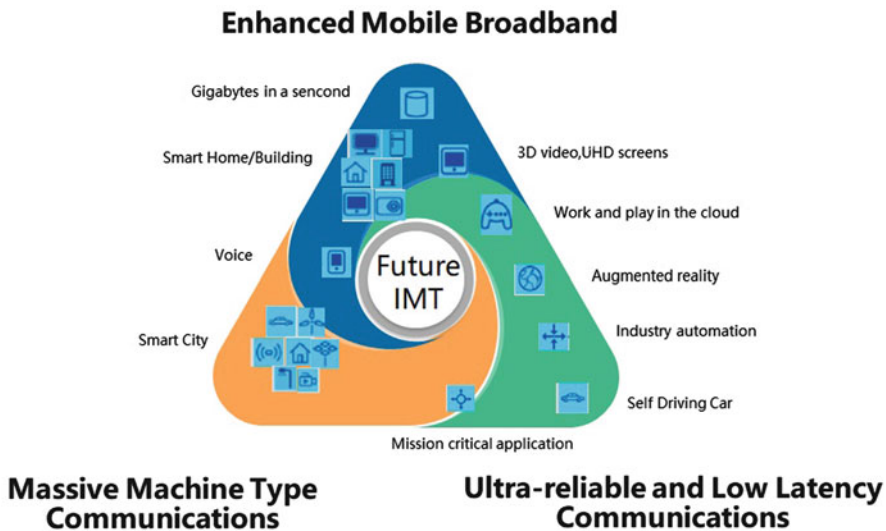 Enhanced Mobile Broadband
Gigabytes in a sencond
Smart Home/Building
3D video,UHD screens
Work and play in the cloud
Voice
Future
IMT
Augmented reality
Smart City
Industry automation
Self Driving Car
Mission critical application
Massive Machine Type
Communications
Ultra-reliable and Low Latency
Communications